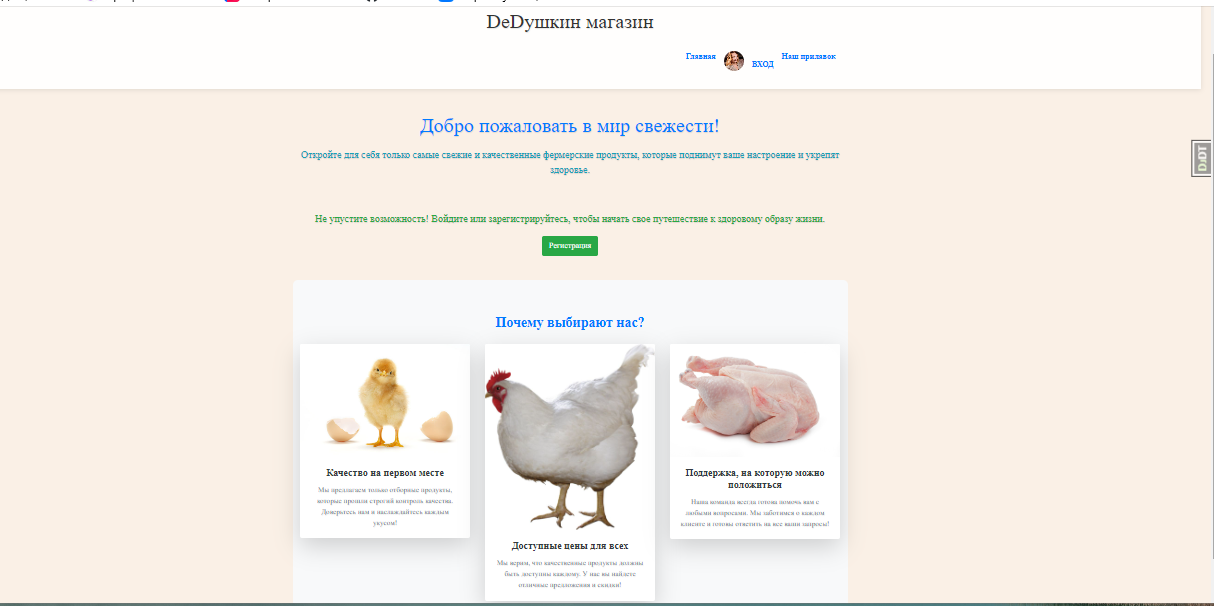 DeDушкин магазин
Главная
вход
Наш прилавок
Добро пожаловать в мир свежести!
Откройте для себя только самые свежие и качественные фермерские продукты, которые поднимут ваше настроение и укрепят
здоровье.
DJDT
Не упустите возможность! Войдите или зарегистрируйтесь, чтобы начать свое путешествие к здоровому образу жизни.
Регистрация
Почему выбирают нас?
Качество на первом месте
Мы предлагаем только отборные продукты,
которые прошли строгий контроль качества.
Доверьтесь нам и наслаждайтесь каждым
укусом!
Доступные цены для всех
Мы верим, что качественные продукты должны
быть доступны каждому. У нас вы найдете
отличные предложения и скидки!
Поддержка, на которую можно
положиться
Наша команда всегда готова помочь вам с
любыми вопросами. Мы заботимся о каждом
клиенте и готовы ответить на все ваши запросы!